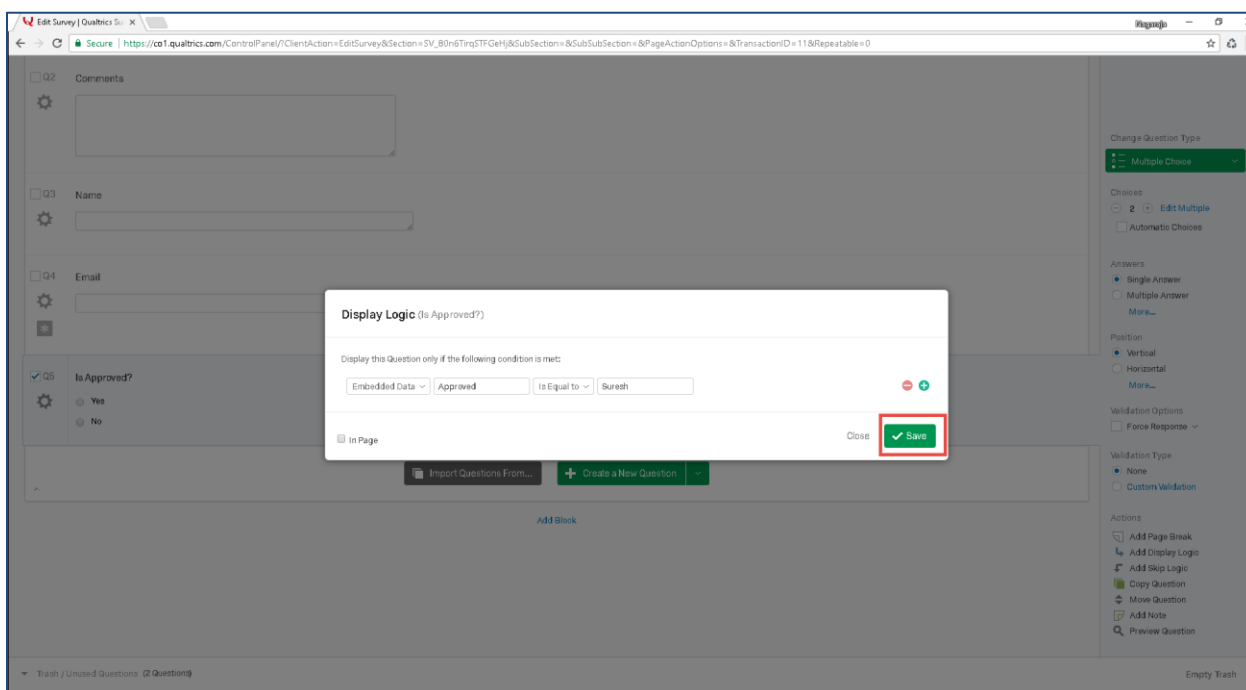 Edit Survey | Qualtrics Su
Nagaraja
Secure | https://co1.qualtrics.com/ControlPanel/?ClientAction=EditSurvey&Section=SV_80n6TirqSTFGeHj&SubSection=&SubSubSection=&PageActionOptions=&TransactionID=11&Repeatable=0
Q2 Comments
Q3 Name
Q4 Email
Q5 Is Approved?
Yes
No
Display Logic (Is Approved?)
Display this Question only if the following condition is met:
Embedded Data Approved Is Equal to Suresh
In Page Close Save
Import Questions From... Create a New Question
Add Block
Change Question Type
Multiple Choice
Choices
2 Edit Multiple
Automatic Choices
Answers
Single Answer
Multiple Answer
More...
Position
Vertical
Horizontal
More...
Validation Options
Force Response
Validation Type
None
Custom Validation
Actions
Add Page Break
Add Display Logic
Add Skip Logic
Copy Question
Move Question
Add Note
Preview Question
Trash / Unused Questions (2 Questions) Empty Trash